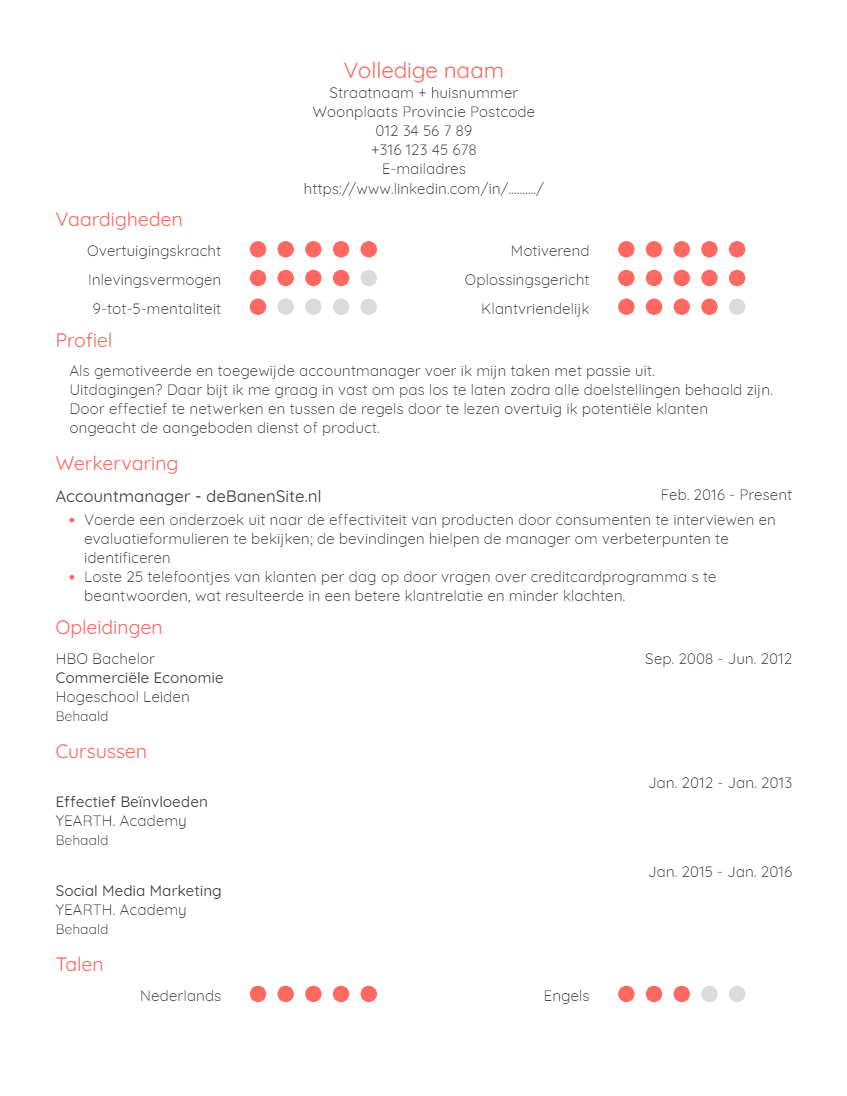 Volledige naam
Straatnaam + huisnummer
Woonplaats Provincie Postcode
012 34 56 7 89
+316 123 45 678
E-mailadres
https://www.linkedin.com/in/………./
Vaardigheden
Overtuigingskracht
Motiverend
Inlevingsvermogen
Oplossingsgericht
9-tot-5-mentaliteit
Klantvriendelijk
Profiel
Als gemotiveerde en toegewijde accountmanager voer ik mijn taken met passie uit.
Uitdagingen? Daar bijt ik me graag in vast om pas los te laten zodra alle doelstellingen behaald zijn.
Door effectief te netwerken en tussen de regels door te lezen overtuig ik potentiële klanten
ongeacht de aangeboden dienst of product.
Werkervaring
Accountmanager - deBanenSite.nl Feb. 2016 - Present
• Voerde een onderzoek uit naar de effectiviteit van producten door consumenten te interviewen en
evaluatieformulieren te bekijken; de bevindingen hielpen de manager om verbeterpunten te
identificeren
• Loste 25 telefoontjes van klanten per dag op door vragen over creditcardprogramma s te
beantwoorden, wat resulteerde in een betere klantrelatie en minder klachten.
Opleidingen
HBO Bachelor Sep. 2008 - Jun. 2012
Commerciële Economie
Hogeschool Leiden
Behaald
Cursussen
Jan. 2012 - Jan. 2013
Effectief Beïnvloeden
YEARTH. Academy
Behaald
Jan. 2015 - Jan. 2016
Social Media Marketing
YEARTH. Academy
Behaald
Talen
Nederlands
Engels